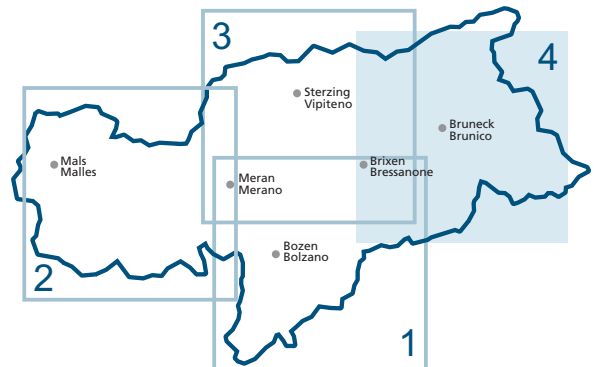 3
4
Sterzing
Vipiteno
Bruneck
Brunico
Mals
Malles
Brixen
Bressanone
Meran
Merano
Bozen
Bolzano
2
1